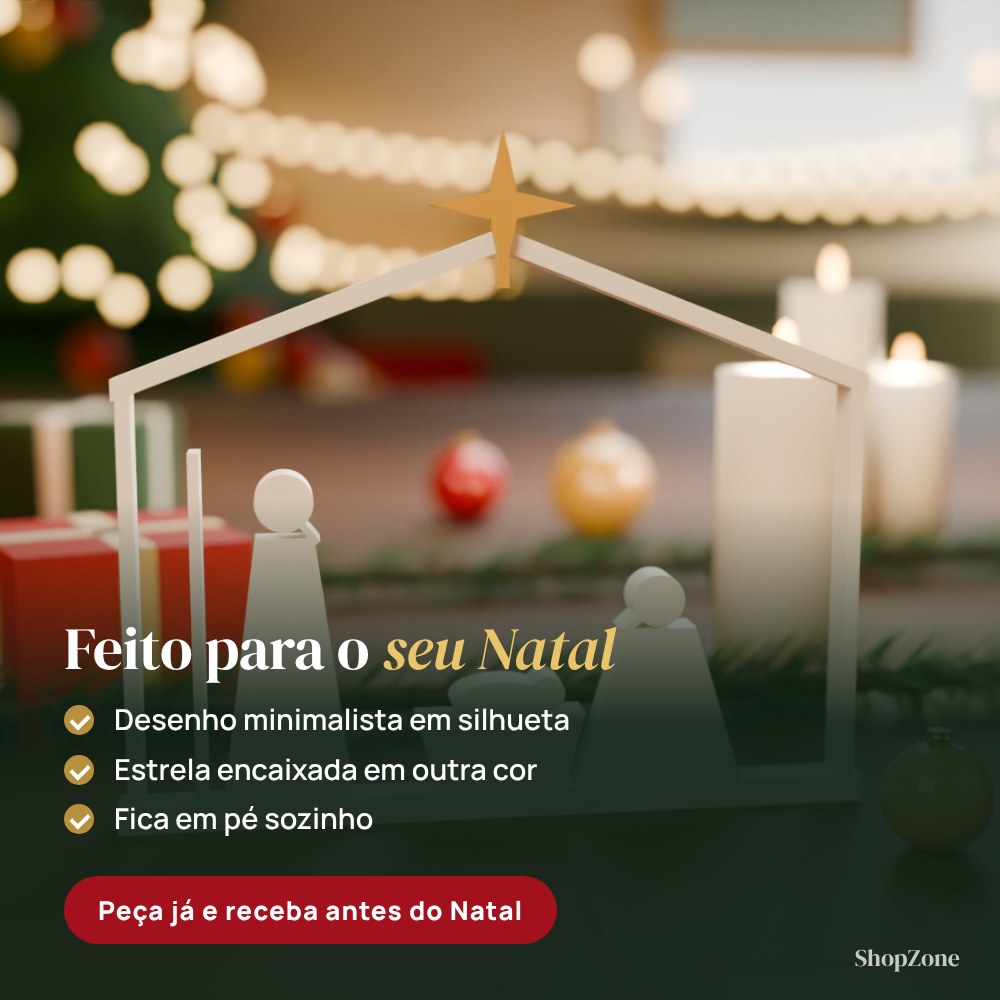 Feito para o seu Natal
Desenho minimalista em silhueta
Estrela encaixada em outra cor
Fica em pé sozinho
Peça já e receba antes do Natal
ShopZone